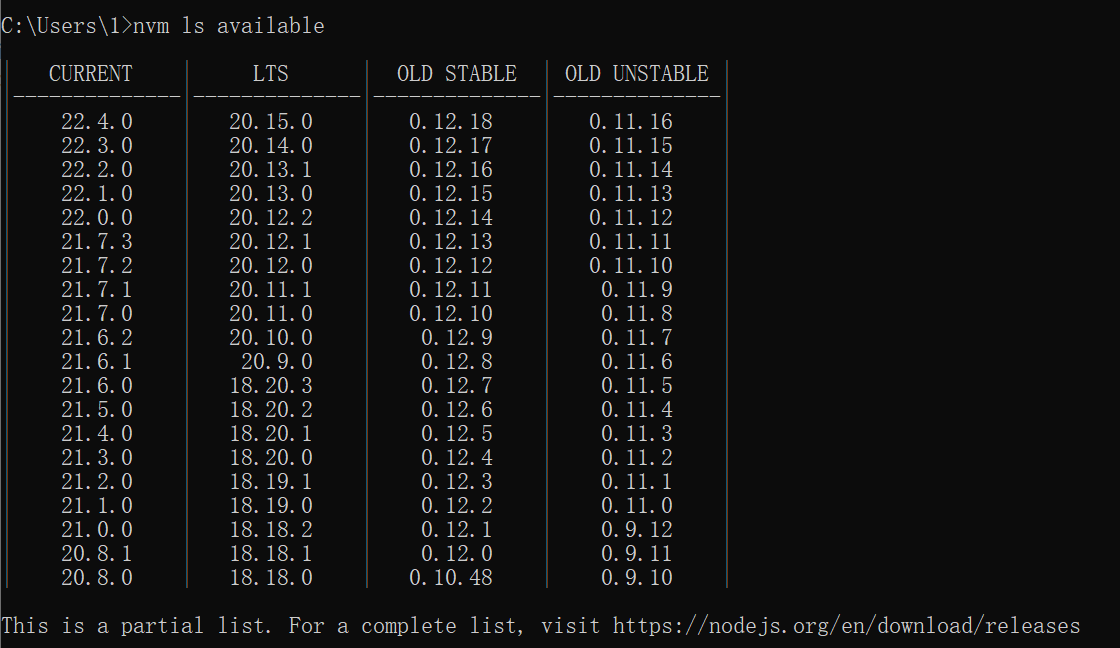 C:\Users\1>nvm ls available
CURRENT LTS OLD STABLE OLD UNSTABLE
22.4.0 20.15.0 0.12.18 0.11.16
22.3.0 20.14.0 0.12.17 0.11.15
22.2.0 20.13.1 0.12.16 0.11.14
22.1.0 20.13.0 0.12.15 0.11.13
22.0.0 20.12.2 0.12.14 0.11.12
21.7.3 20.12.1 0.12.13 0.11.11
21.7.2 20.12.0 0.12.12 0.11.10
21.7.1 20.11.1 0.12.11 0.11.9
21.7.0 20.11.0 0.12.10 0.11.8
21.6.2 20.10.0 0.12.9 0.11.7
21.6.1 20.9.0 0.12.8 0.11.6
21.6.0 18.20.3 0.12.7 0.11.5
21.5.0 18.20.2 0.12.6 0.11.4
21.4.0 18.20.1 0.12.5 0.11.3
21.3.0 18.20.0 0.12.4 0.11.2
21.2.0 18.19.1 0.12.3 0.11.1
21.1.0 18.19.0 0.12.2 0.11.0
21.0.0 18.18.2 0.12.1 0.9.12
20.8.1 18.18.1 0.12.0 0.9.11
20.8.0 18.18.0 0.10.48 0.9.10
This is a partial list. For a complete list, visit https://nodejs.org/en/download/releases